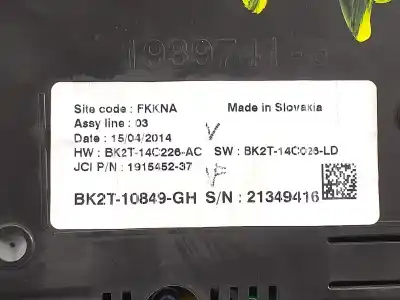 Site code : FKKNA Made in Slovakia
Assy line : 03
Date : 15/04/2014
HW : BK2T-14C226-AC SW : BK2T-14C026-LD
JCI P/N : 1915452-37
BK2T-10849-GH S/N : 21349416